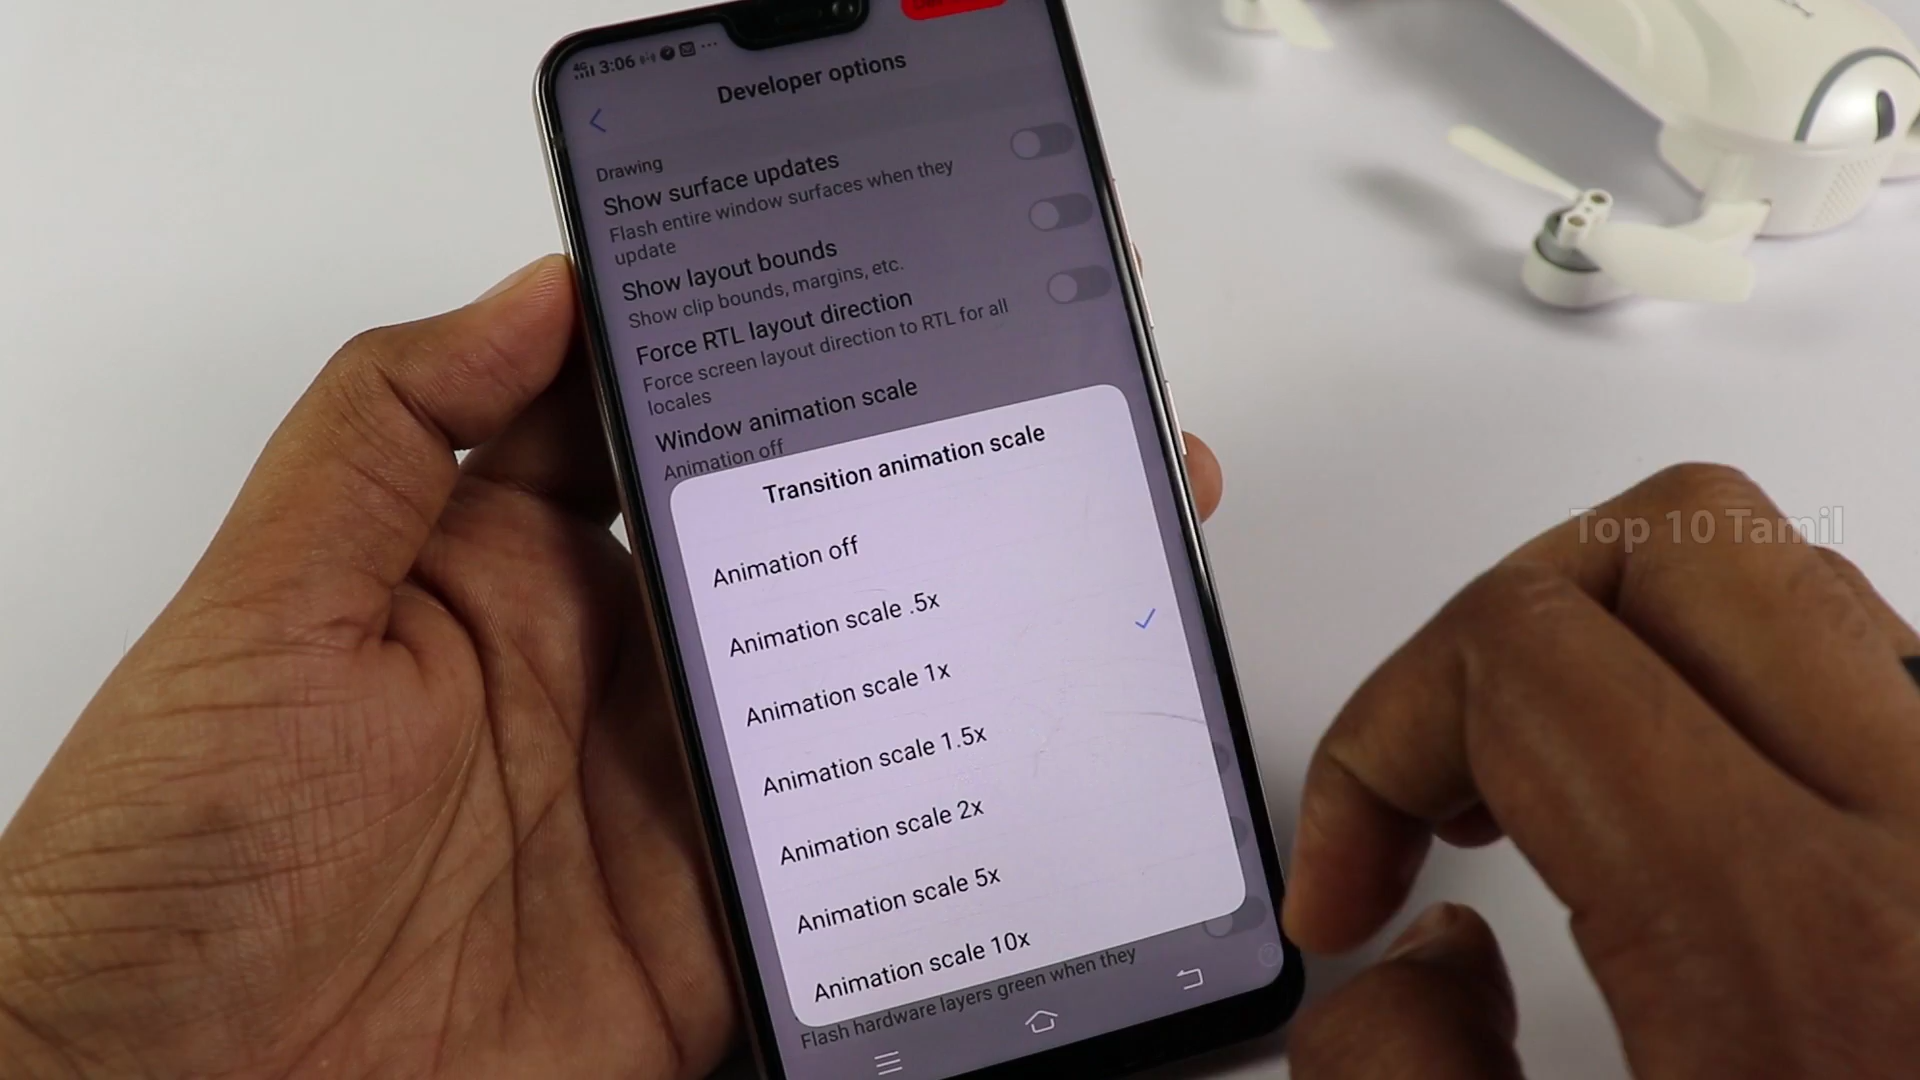 4G 3:06 ...
Developer options
Drawing
Show surface updates
Flash entire window surfaces when they
update
Show layout bounds
Show clip bounds, margins, etc.
Force RTL layout direction
Force screen layout direction to RTL for all
locales
Window animation scale
Animation off
Transition animation scale
Animation off
Animation scale .5x
Animation scale 1x
Animation scale 1.5x
Animation scale 2x
Animation scale 5x
Animation scale 10x
Flash hardware layers green when they
Top 10 Tamil